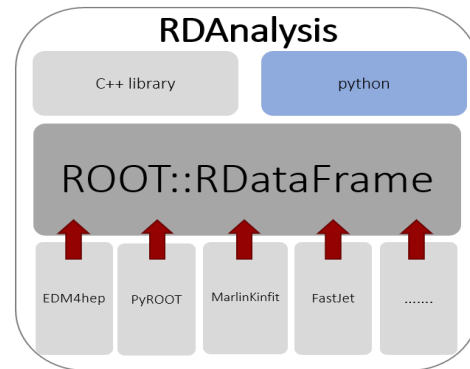 RDAnalysis
C++ library
python
ROOT::RDataFrame
EDM4hep
PyROOT
MarlinKinfit
FastJet
.......